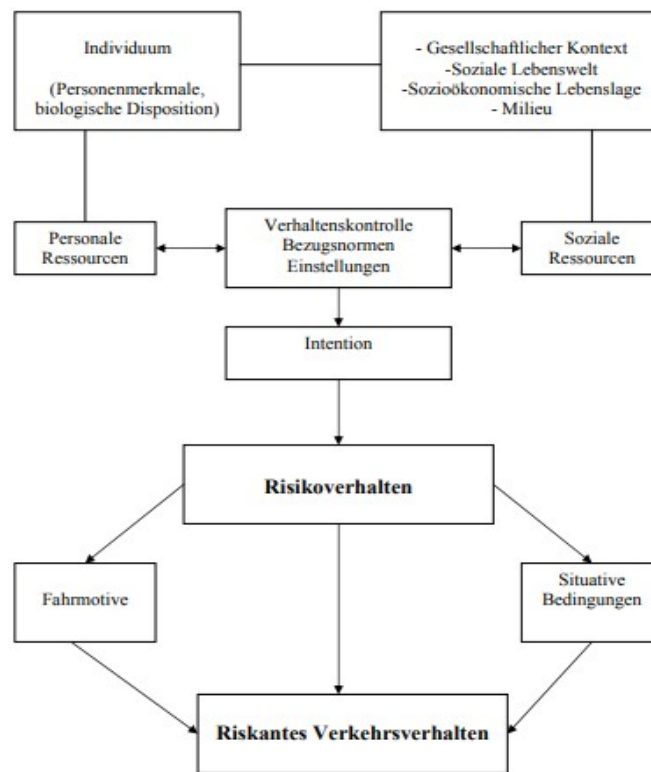 Individuum
(Personenmerkmale,
biologische Disposition)
- Gesellschaftlicher Kontext
-Soziale Lebenswelt
-Sozioökonomische Lebenslage
- Milieu
Personale
Ressourcen
Verhaltenskontrolle
Bezugsnormen
Einstellungen
Soziale
Ressourcen
Intention
Risikoverhalten
Fahrmotive
Situative
Bedingungen
Riskantes Verkehrsverhalten